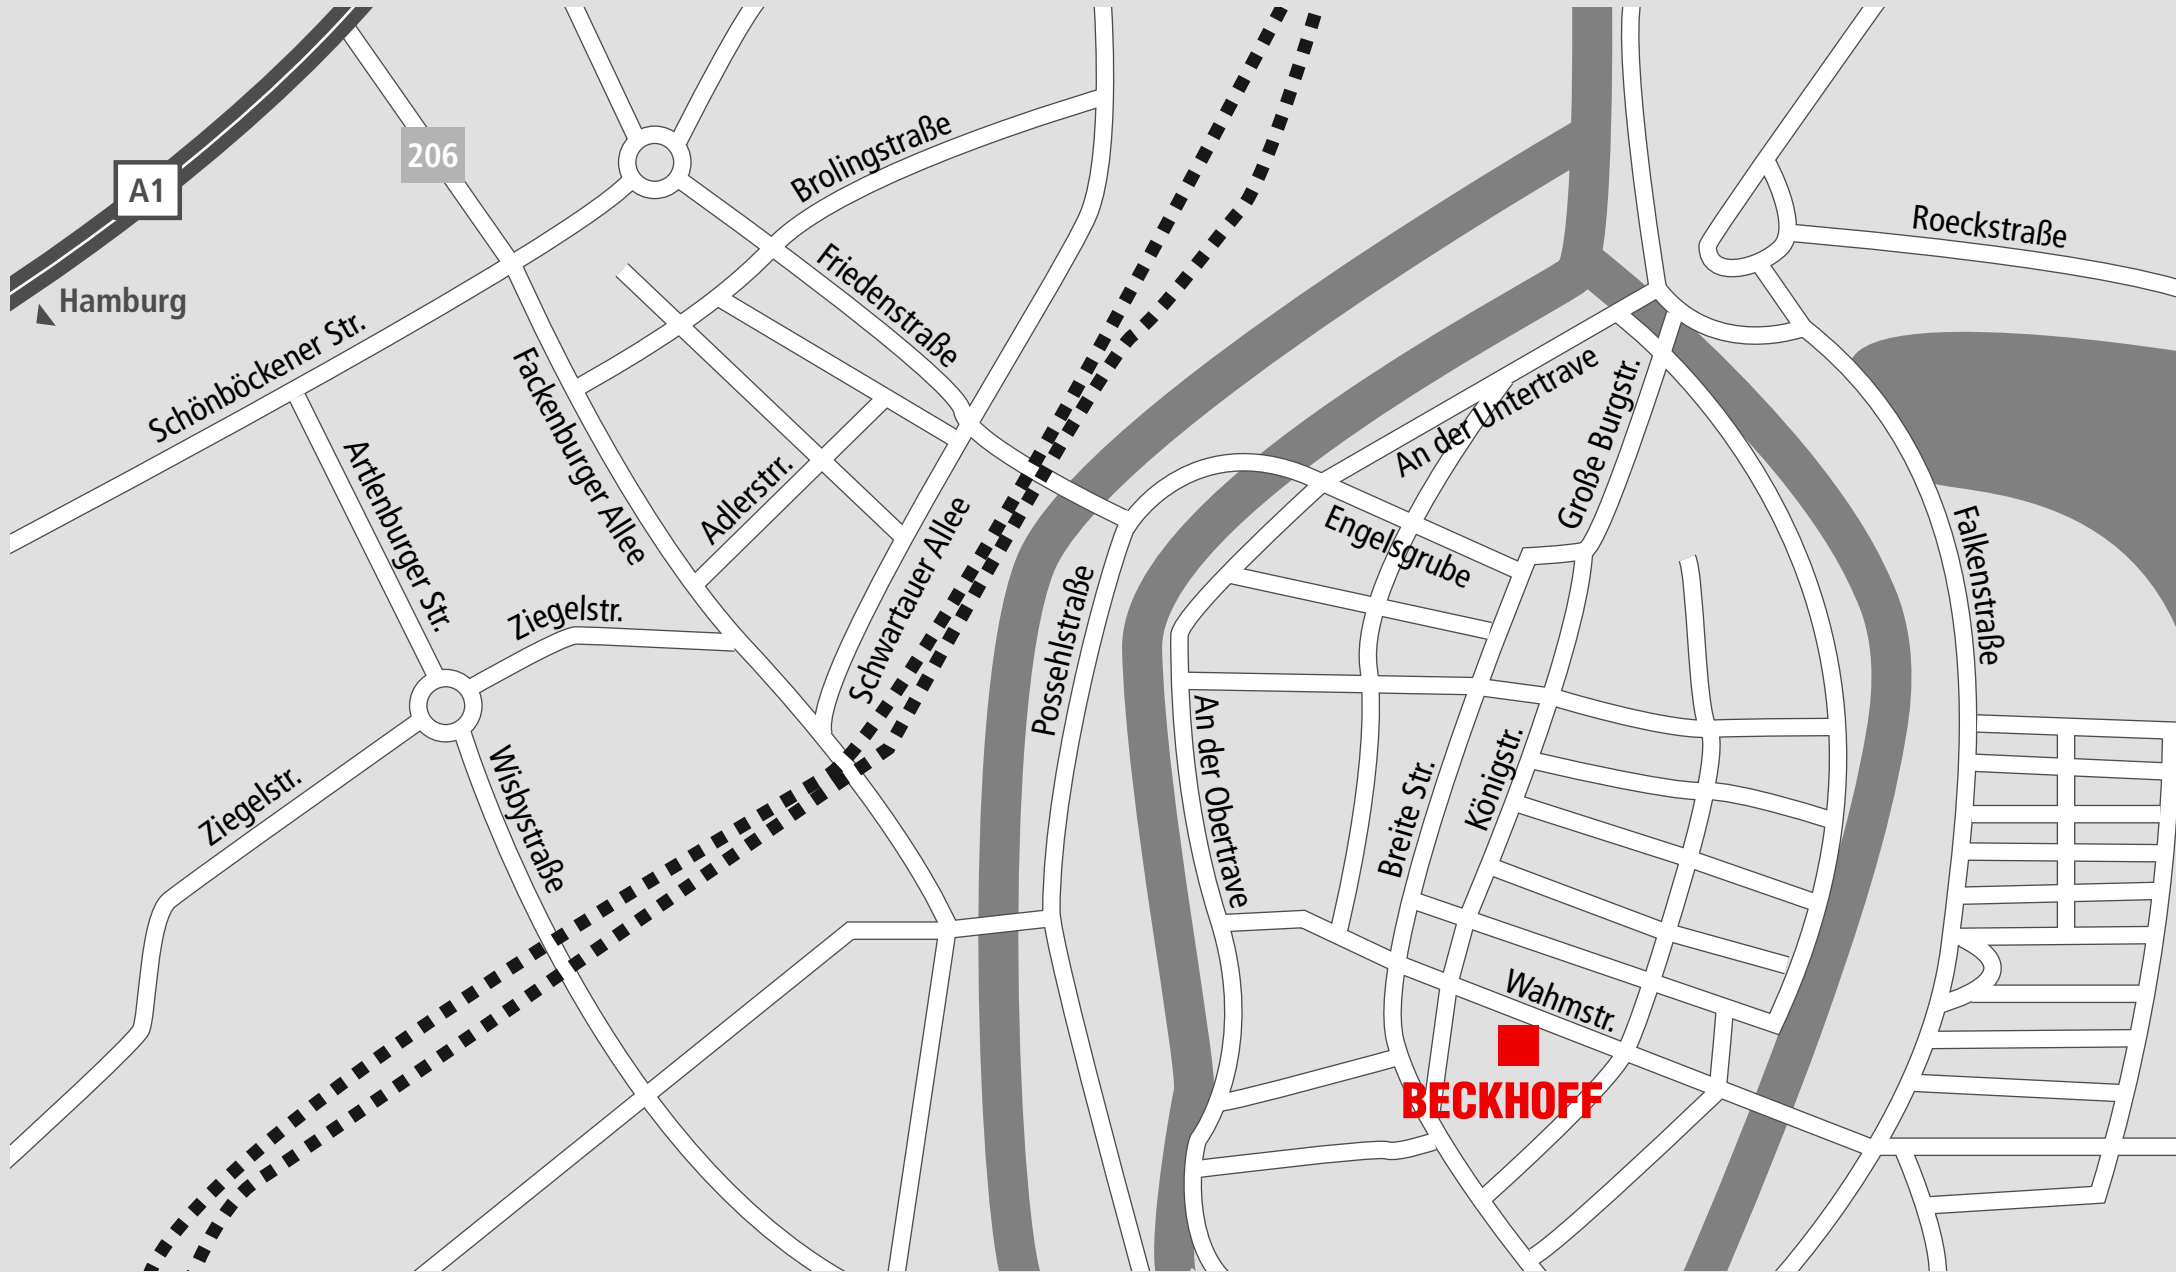 206
Brolingstraße
A1
Roeckstraße
Hamburg
Friedenstraße
Schönböckener Str.
Fackenburger Allee
An der Untertrave
Große Burgstr.
Artlenburger Str.
Adlerstrr.
Schwartauer Allee
Engelsgrube
Falkenstraße
Ziegelstr.
Possehlstraße
An der Obertrave
Königstr.
Breite Str.
Ziegelstr.
Wisbystraße
Wahmstr.
BECKHOFF